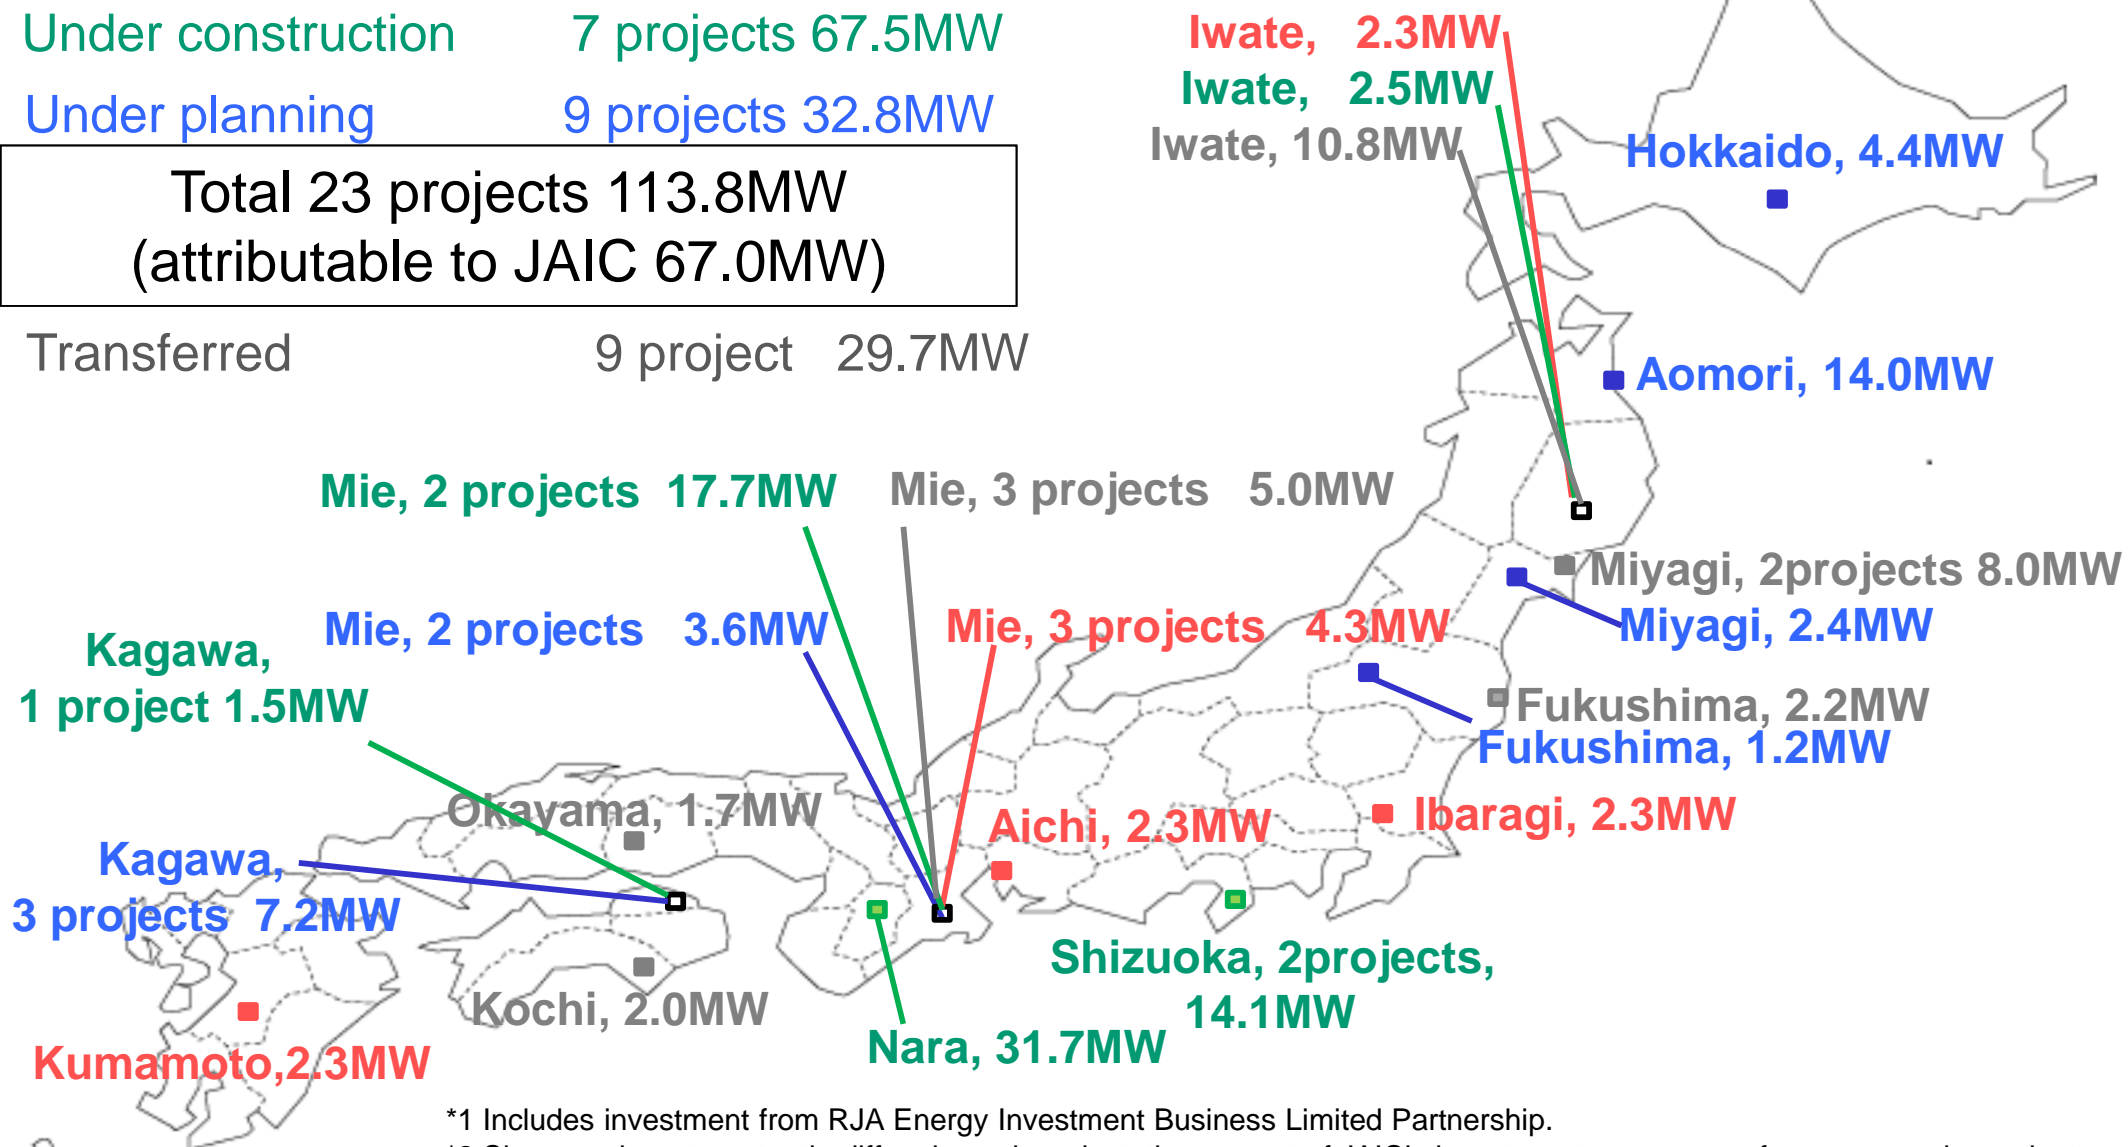 Under construction 7 projects 67.5MW
Under planning 9 projects 32.8MW
Total 23 projects 113.8MW
(attributable to JAIC 67.0MW)
Transferred 9 project 29.7MW
Iwate, 2.3MW
Iwate, 2.5MW
Iwate, 10.8MW
Hokkaido, 4.4MW
Aomori, 14.0MW
Mie, 2 projects 17.7MW
Mie, 3 projects 5.0MW
Miyagi, 2projects 8.0MW
Miyagi, 2.4MW
Mie, 2 projects 3.6MW
Mie, 3 projects 4.3MW
Kagawa,
1 project 1.5MW
Fukushima, 2.2MW
Fukushima, 1.2MW
Okayama, 1.7MW
Aichi, 2.3MW
Ibaragi, 2.3MW
Kagawa,
3 projects 7.2MW
Shizuoka, 2projects,
14.1MW
Kochi, 2.0MW
Nara, 31.7MW
Kumamoto,2.3MW
*1 Includes investment from RJA Energy Investment Business Limited Partnership.